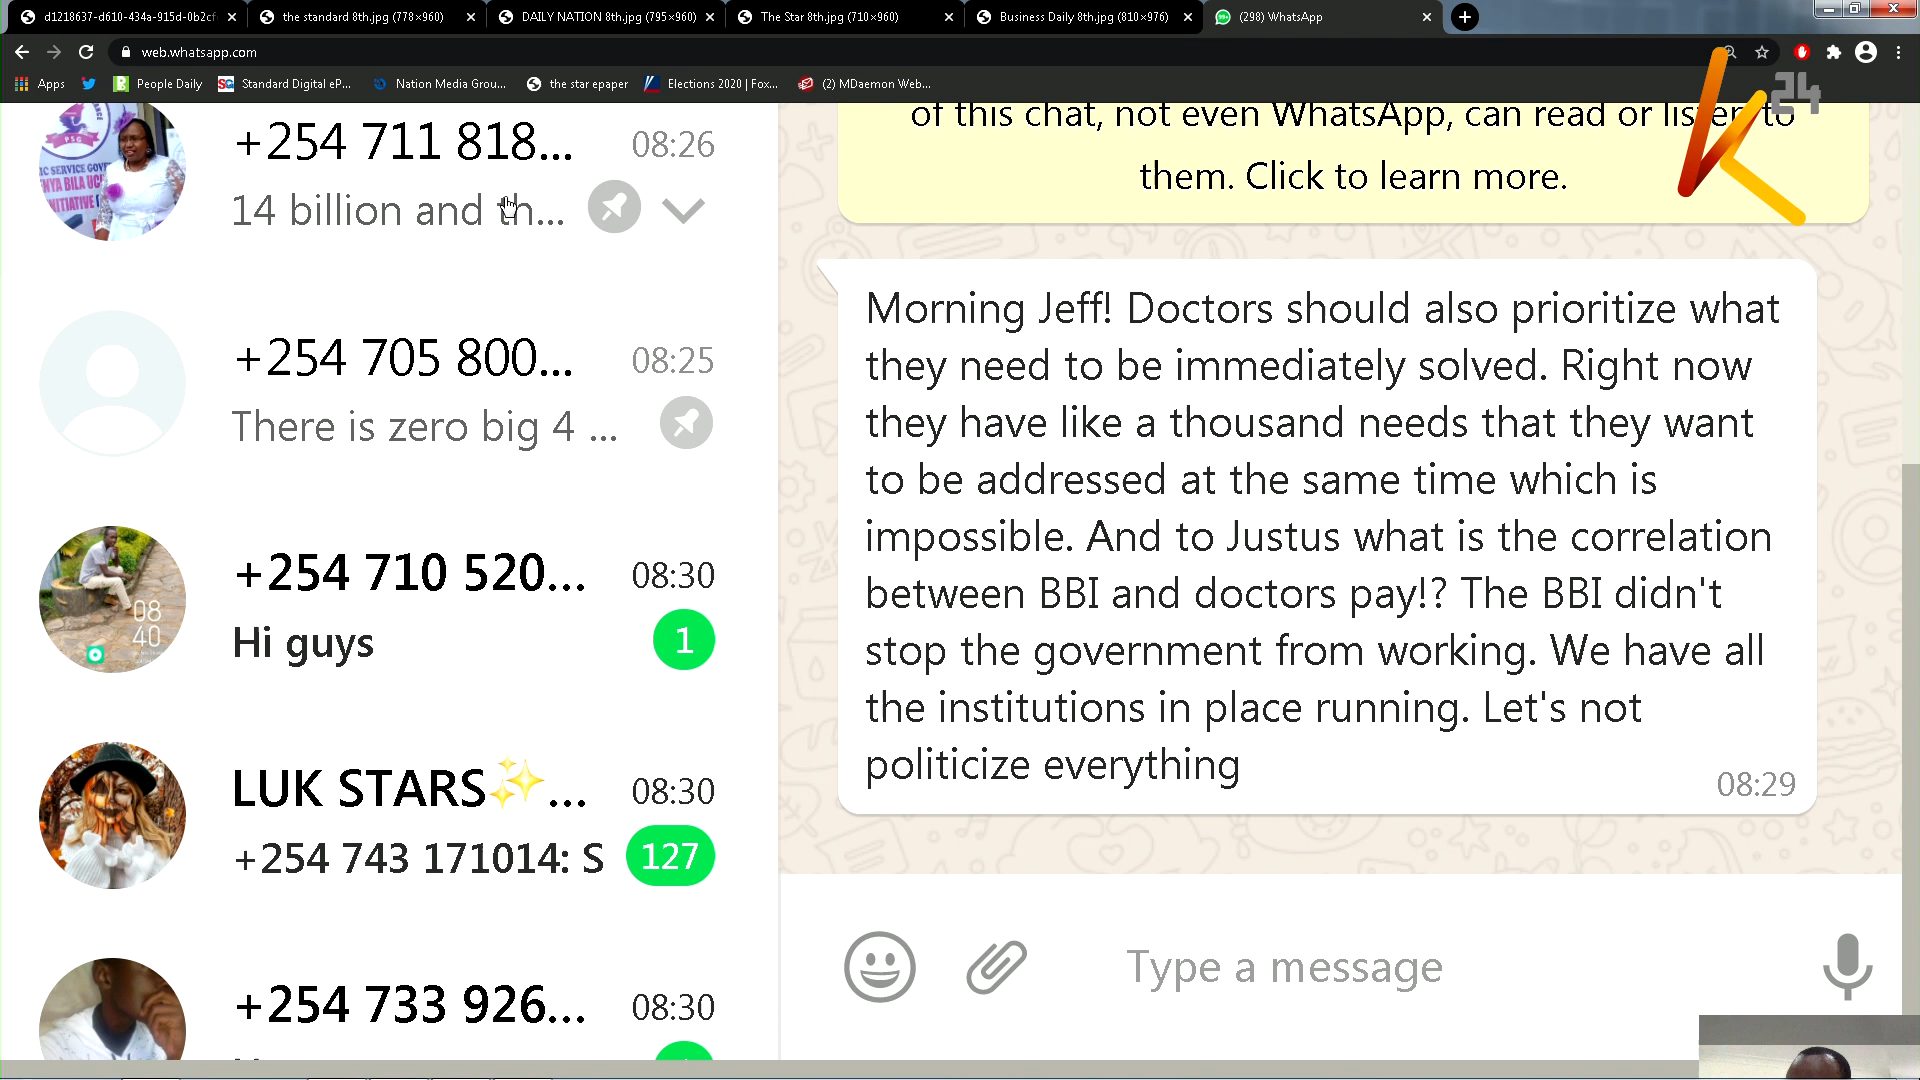 d1218637-d610-434a-915d-0b2cf
the standard 8th.jpg (778×960)
DAILY NATION 8th.jpg (795×960)
The Star 8th.jpg (710×960)
Business Daily 8th.jpg (810×976)
(298) WhatsApp
web.whatsapp.com
Apps
People Daily
Standard Digital eP...
Nation Media Grou...
the star epaper
Elections 2020 | Fox...
(2) MDaemon Web...
K24
+254 711 818... 08:26
14 billion and th...
+254 705 800... 08:25
There is zero big 4 ...
+254 710 520... 08:30
Hi guys 1
08
40
LUK STARS✨... 08:30
+254 743 171014: S 127
+254 733 926... 08:30
of this chat, not even WhatsApp, can read or listen to
them. Click to learn more.
Morning Jeff! Doctors should also prioritize what
they need to be immediately solved. Right now
they have like a thousand needs that they want
to be addressed at the same time which is
impossible. And to Justus what is the correlation
between BBI and doctors pay!? The BBI didn't
stop the government from working. We have all
the institutions in place running. Let's not
politicize everything
08:29
Type a message